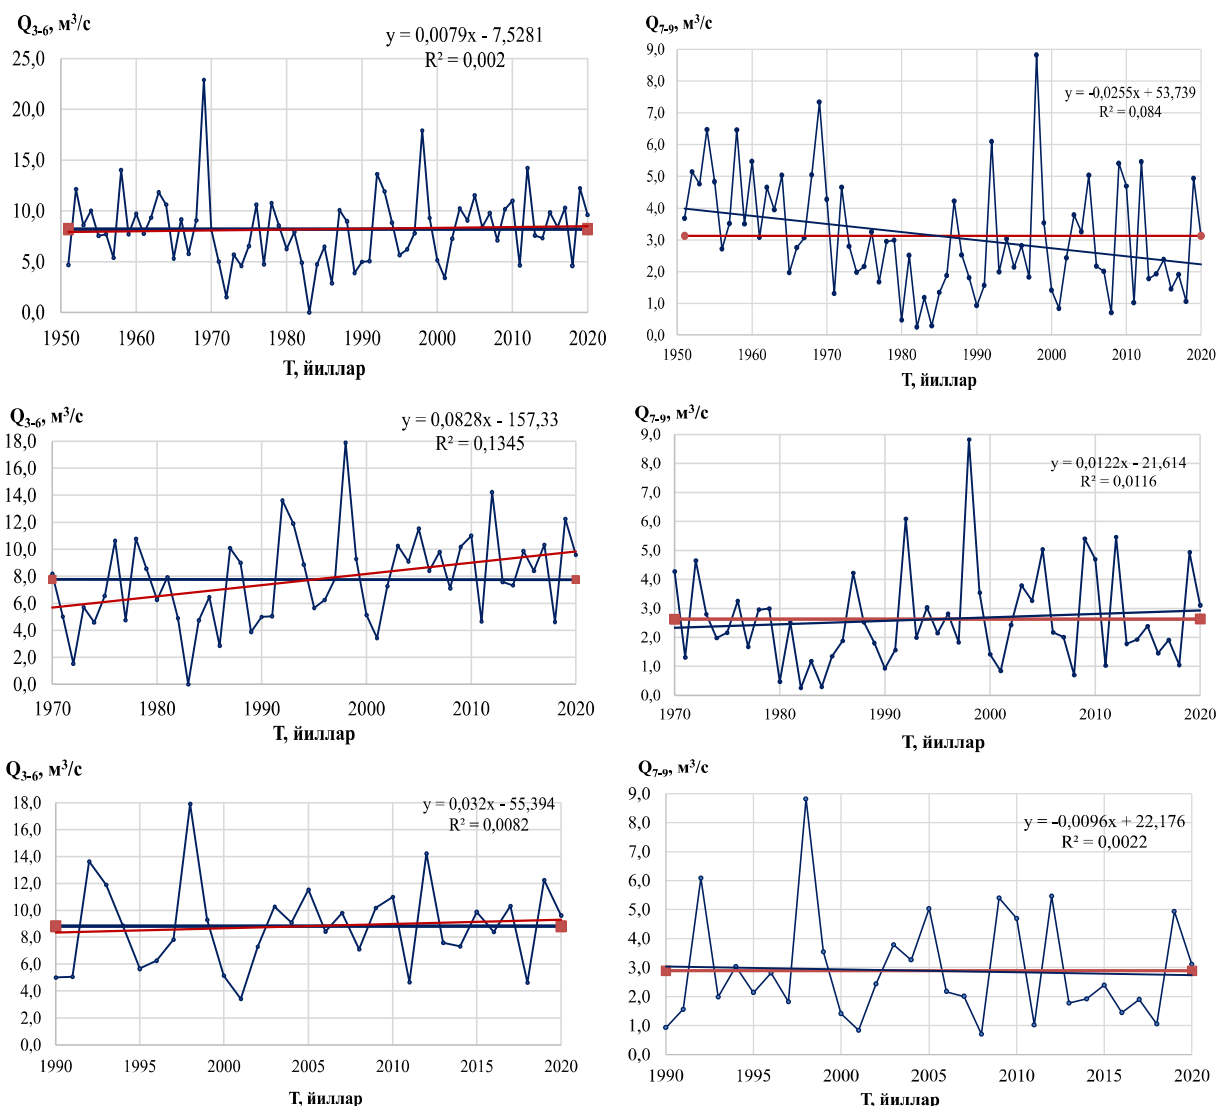 Q3-6, м³/с
y = 0,0079x - 7,5281
R² = 0,002
25,0
20,0
15,0
10,0
5,0
0,0
1950 1960 1970 1980 1990 2000 2010 2020
Т, йиллар
Q7-9, м³/с
9,0
8,0
7,0
6,0
5,0
4,0
3,0
2,0
1,0
0,0
y = -0,0255x + 53,739
R² = 0,084
1950 1960 1970 1980 1990 2000 2010 2020
Т, йиллар
Q3-6, м³/с
y = 0,0828x - 157,33
R² = 0,1345
18,0
16,0
14,0
12,0
10,0
8,0
6,0
4,0
2,0
0,0
1970 1980 1990 2000 2010 2020
Т, йиллар
Q7-9, м³/с
9,0
8,0
7,0
6,0
5,0
4,0
3,0
2,0
1,0
0,0
y = 0,0122x - 21,614
R² = 0,0116
1970 1980 1990 2000 2010 2020
Т, йиллар
Q3-6, м³/с
y = 0,032x - 55,394
R² = 0,0082
18,0
16,0
14,0
12,0
10,0
8,0
6,0
4,0
2,0
0,0
1990 1995 2000 2005 2010 2015 2020
Т, йиллар
Q7-9, м³/с
9,0
8,0
7,0
6,0
5,0
4,0
3,0
2,0
1,0
0,0
y = -0,0096x + 22,176
R² = 0,0022
1990 1995 2000 2005 2010 2015 2020
Т, йиллар